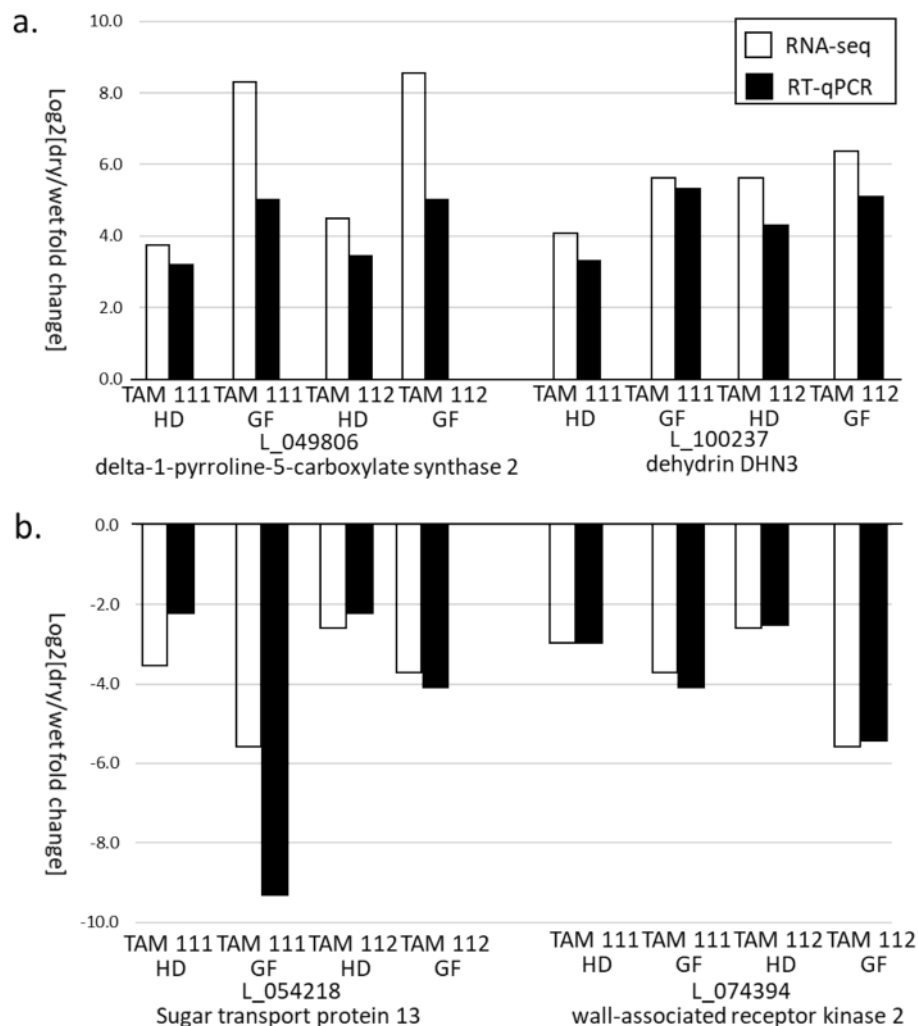 a.
Log2[dry/wet fold change]
10.0
8.0
6.0
4.0
2.0
0.0
RNA-seq
RT-qPCR
TAM 111 TAM 111 TAM 112 TAM 112 TAM 111 TAM 111 TAM 112 TAM 112
HD GF HD GF HD GF HD GF
L_049806 L_100237
delta-1-pyrroline-5-carboxylate synthase 2 dehydrin DHN3
b.
Log2[dry/wet fold change]
0.0
-2.0
-4.0
-6.0
-8.0
-10.0
TAM 111 TAM 111 TAM 112 TAM 112 TAM 111 TAM 111 TAM 112 TAM 112
HD GF HD GF HD GF HD GF
L_054218 L_074394
Sugar transport protein 13 wall-associated receptor kinase 2